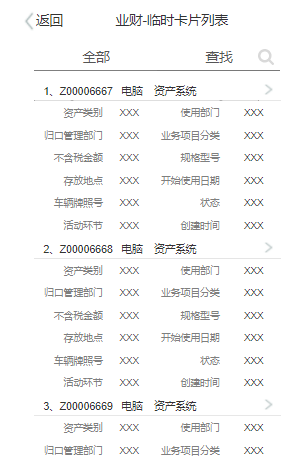 返回 业财-临时卡片列表
全部 查找
1、Z00006667 电脑 资产系统
资产类别 XXX 使用部门 XXX
归口管理部门 XXX 业务项目分类 XXX
不含税金额 XXX 规格型号 XXX
存放地点 XXX 开始使用日期 XXX
车辆牌照号 XXX 状态 XXX
活动环节 XXX 创建时间 XXX
2、Z00006668 电脑 资产系统
资产类别 XXX 使用部门 XXX
归口管理部门 XXX 业务项目分类 XXX
不含税金额 XXX 规格型号 XXX
存放地点 XXX 开始使用日期 XXX
车辆牌照号 XXX 状态 XXX
活动环节 XXX 创建时间 XXX
3、Z00006669 电脑 资产系统
资产类别 XXX 使用部门 XXX
归口管理部门 XXX 业务项目分类 XXX